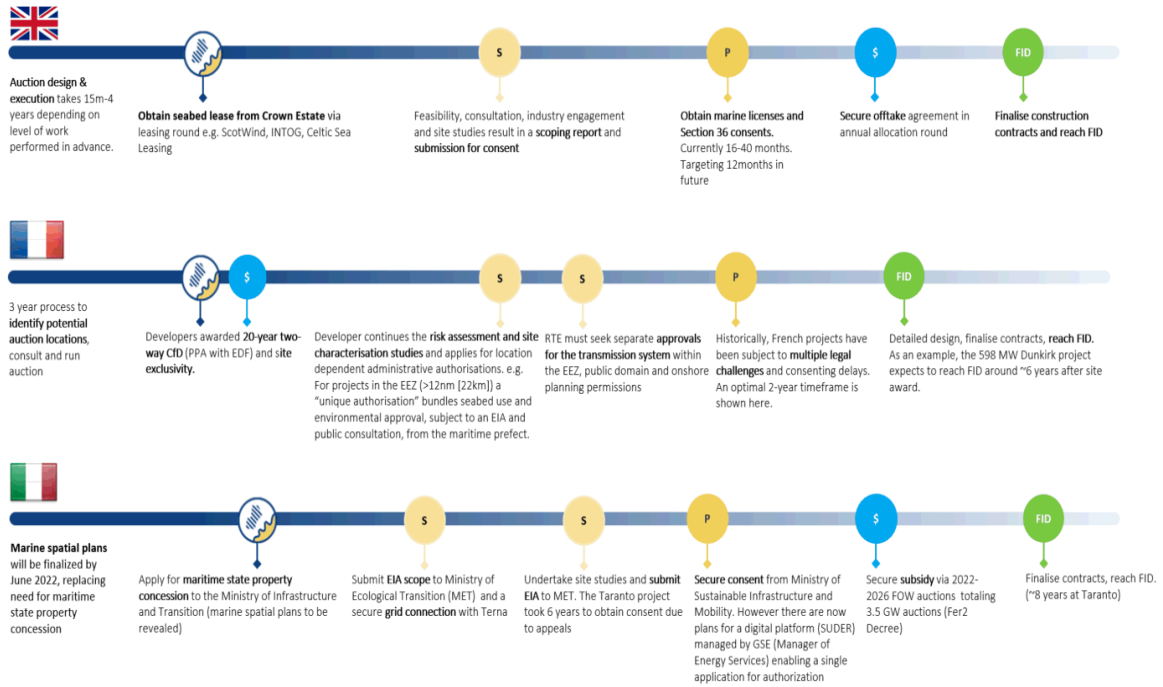 S
P
$
FID
Auction design &
execution takes 15m-4
years depending on
level of work
performed in advance.
Obtain seabed lease from Crown Estate via
leasing round e.g. ScotWind, INTOG, Celtic Sea
Leasing
Feasibility, consultation, industry engagement
and site studies result in a scoping report and
submission for consent
Obtain marine licenses and
Section 36 consents.
Currently 16-40 months.
Targeting 12months in
future
Secure offtake agreement in
annual allocation round
Finalise construction
contracts and reach FID
$
S
S
P
FID
3 year process to
identify potential
auction locations,
consult and run
auction
Developers awarded 20-year two-
way CfD (PPA with EDF) and site
exclusivity.
Developer continues the risk assessment and site
characterisation studies and applies for location
dependent administrative authorisations. e.g.
For projects in the EEZ (>12nm [22km]) a
“unique authorisation” bundles seabed use and
environmental approval, subject to an EIA and
public consultation, from the maritime prefect.
RTE must seek separate approvals
for the transmission system within
the EEZ, public domain and onshore
planning permissions
Historically, French projects have
been subject to multiple legal
challenges and consenting delays.
An optimal 2-year timeframe is
shown here.
Detailed design, finalise contracts, reach FID.
As an example, the 598 MW Dunkirk project
expects to reach FID around ~6 years after site
award.
S
S
P
$
FID
Marine spatial plans
will be finalized by
June 2022, replacing
need for maritime
state property
concession
Apply for maritime state property
concession to the Ministry of Infrastructure
and Transition (marine spatial plans to be
revealed)
Submit EIA scope to Ministry of
Ecological Transition (MET) and a
secure grid connection with Terna
Undertake site studies and submit
EIA to MET. The Taranto project
took 6 years to obtain consent due
to appeals
Secure consent from Ministry of
Sustainable Infrastructure and
Mobility. However there are now
plans for a digital platform (SUDER)
managed by GSE (Manager of
Energy Services) enabling a single
application for authorization
Secure subsidy via 2022-
2026 FOW auctions totaling
3.5 GW auctions (Fer2
Decree)
Finalise contracts, reach FID.
(~8 years at Taranto)